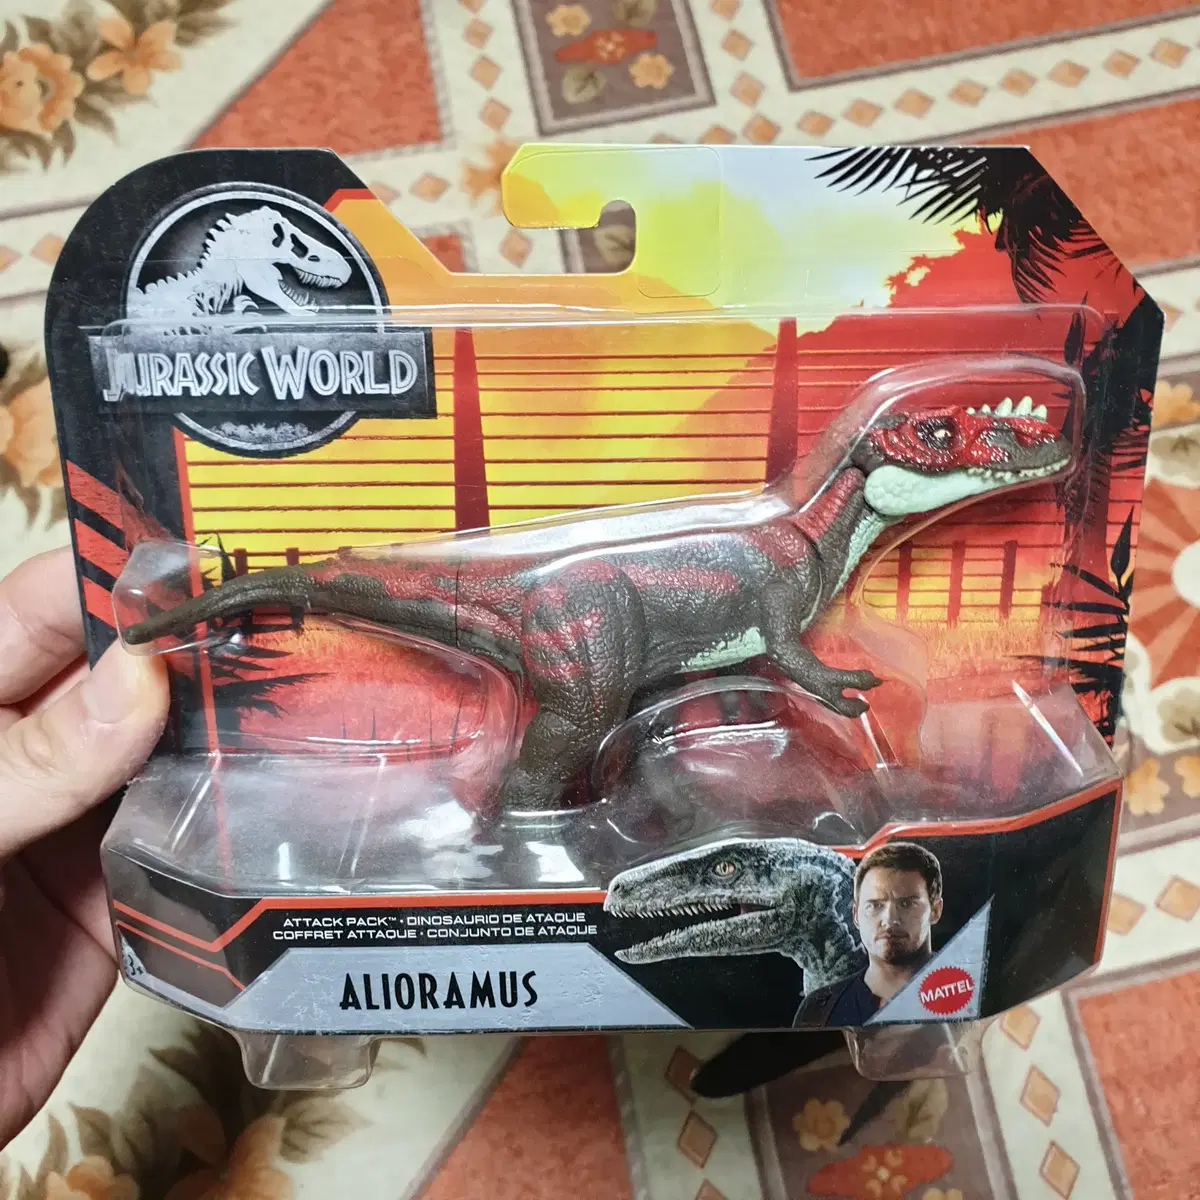 JURASSIC WORLD
ATTACK PACK™ · DINOSAURIO DE ATAQUE
COFFRET ATTAQUE · CONJUNTO DE ATAQUE
3+
ALIORAMUS
MATTEL